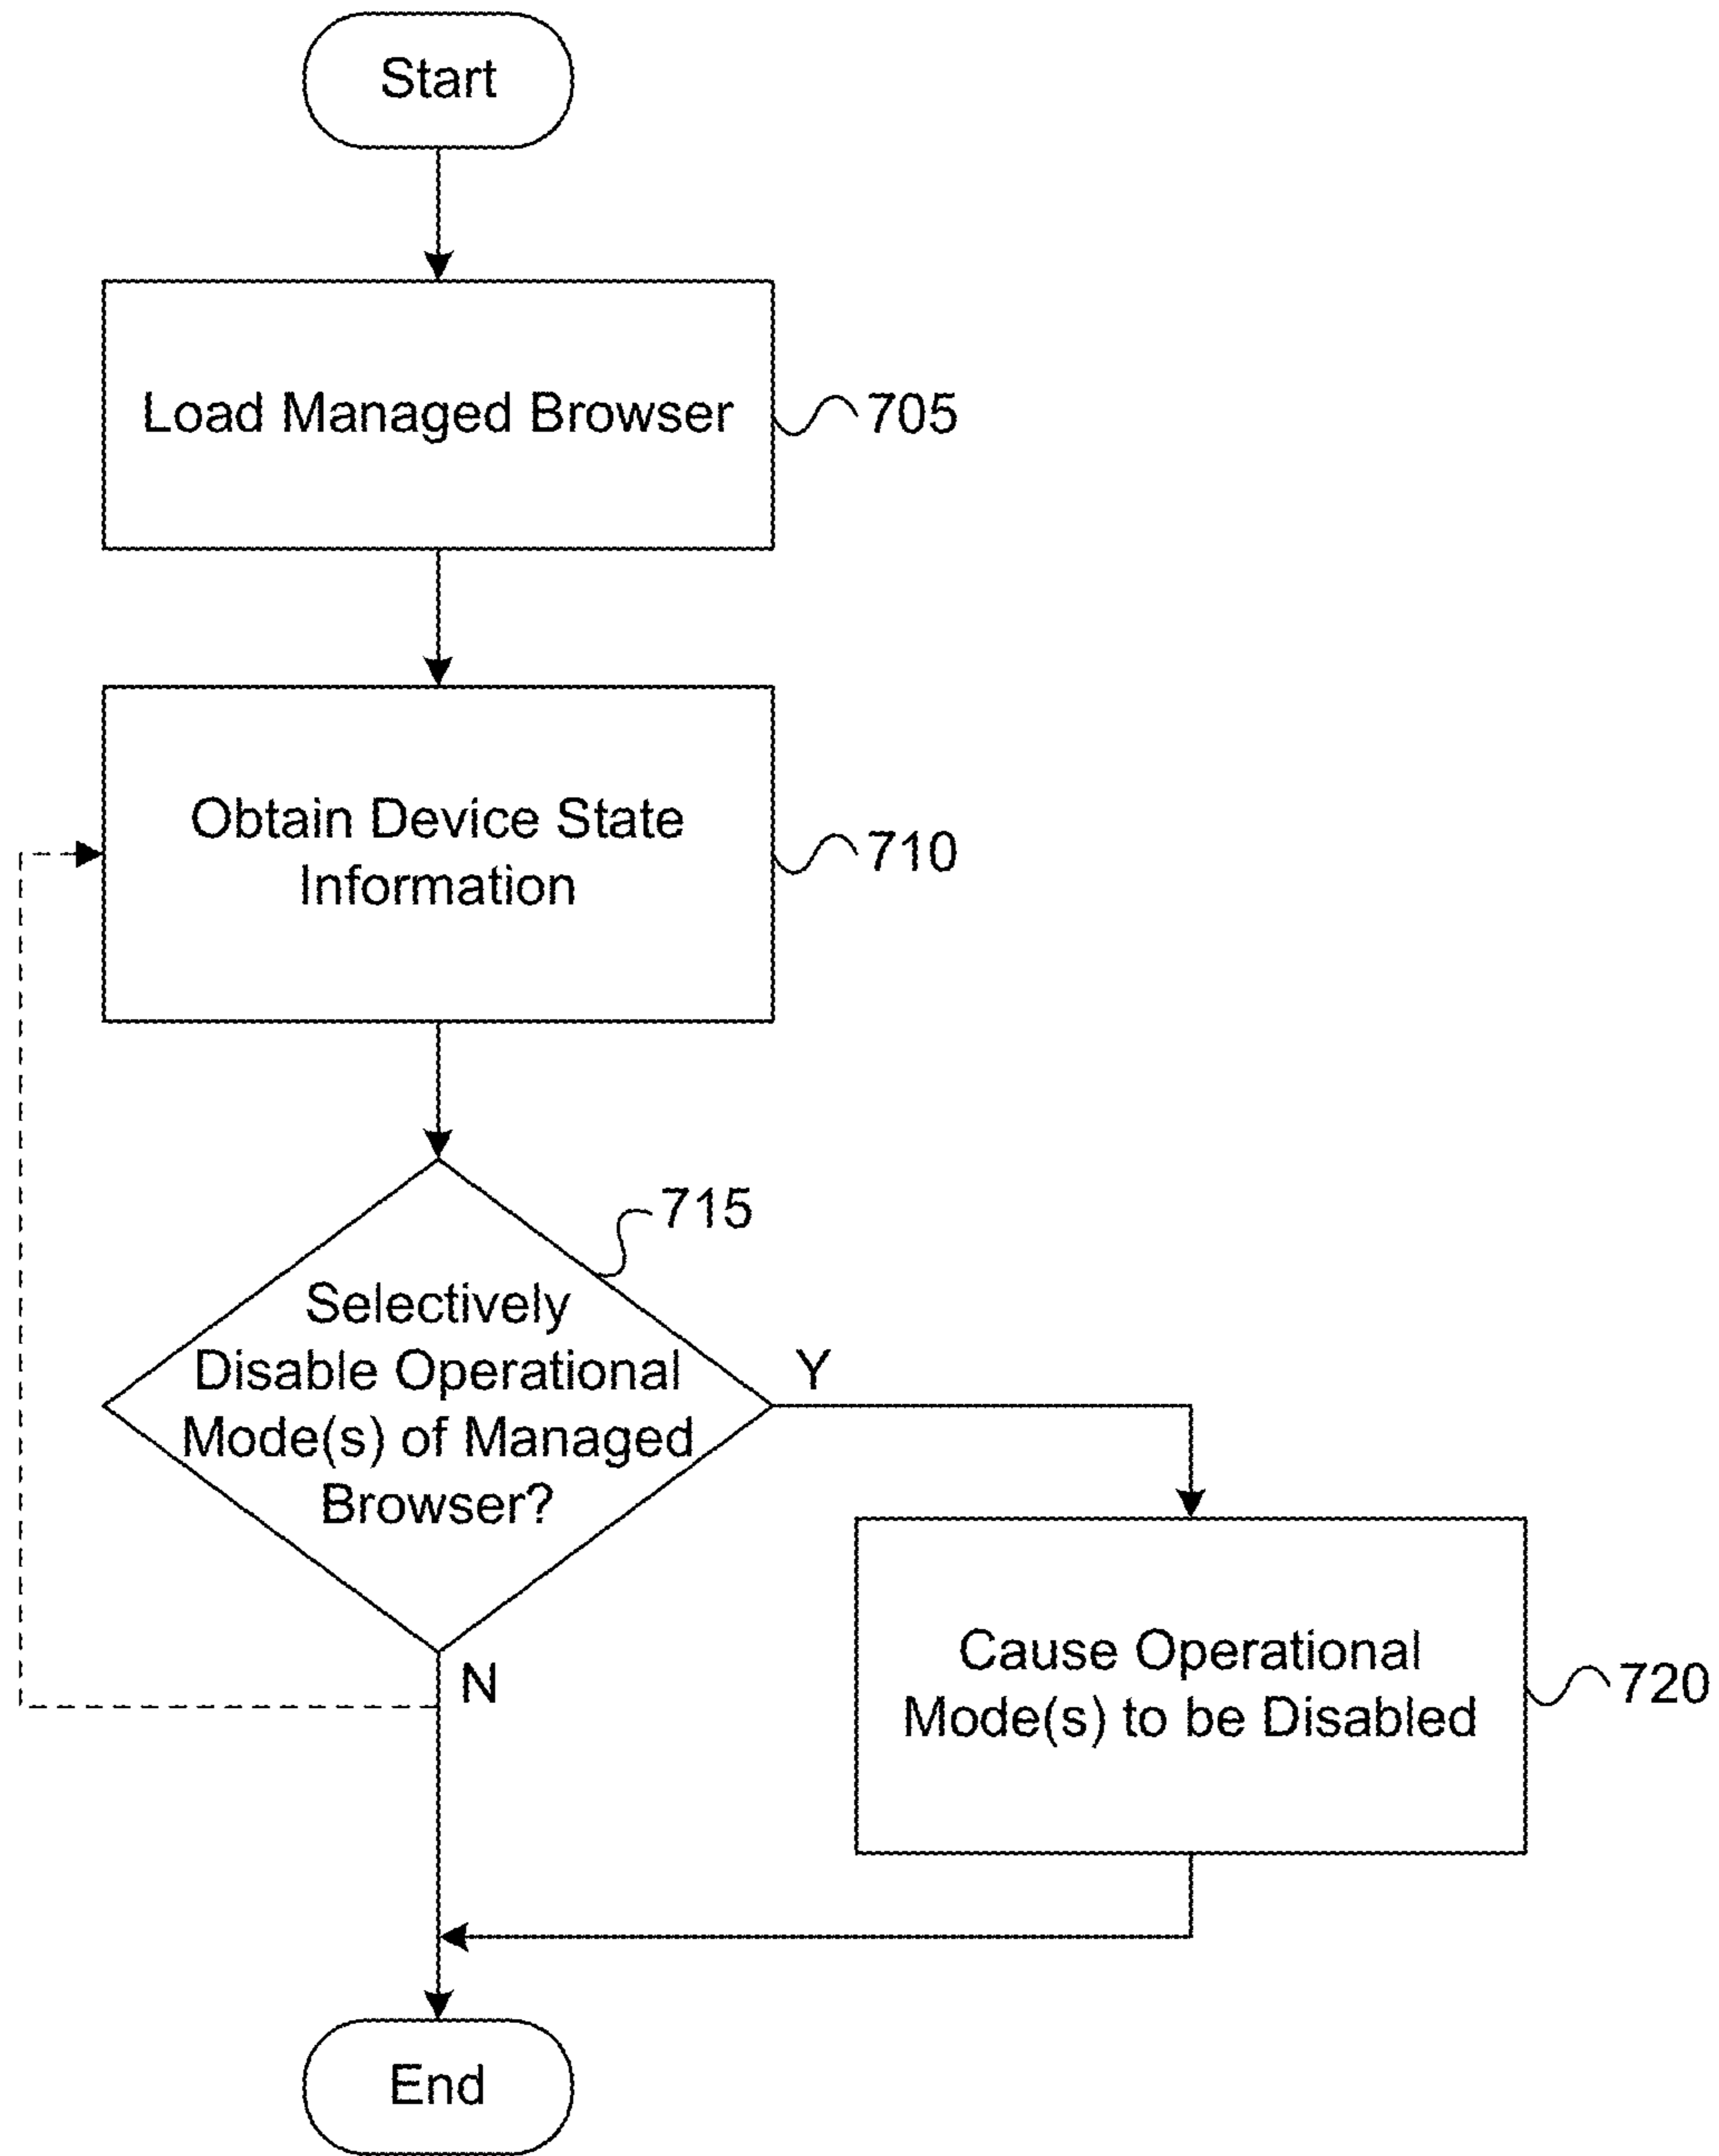 Start
Load Managed Browser
705
Obtain Device State
Information
710
715
Selectively
Disable Operational
Mode(s) of Managed
Browser?
Y
N
Cause Operational
Mode(s) to be Disabled
720
End